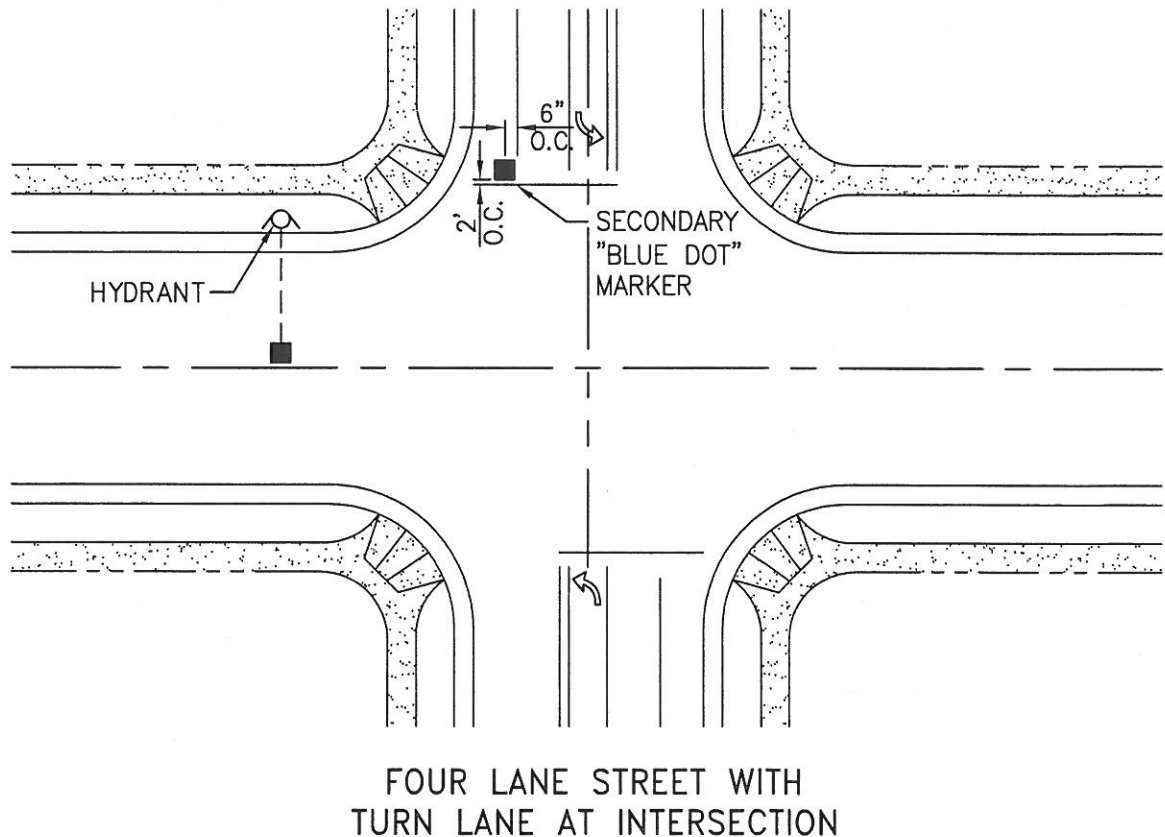 6"
O.C.
2'
O.C.
SECONDARY
"BLUE DOT"
MARKER
HYDRANT
FOUR LANE STREET WITH
TURN LANE AT INTERSECTION